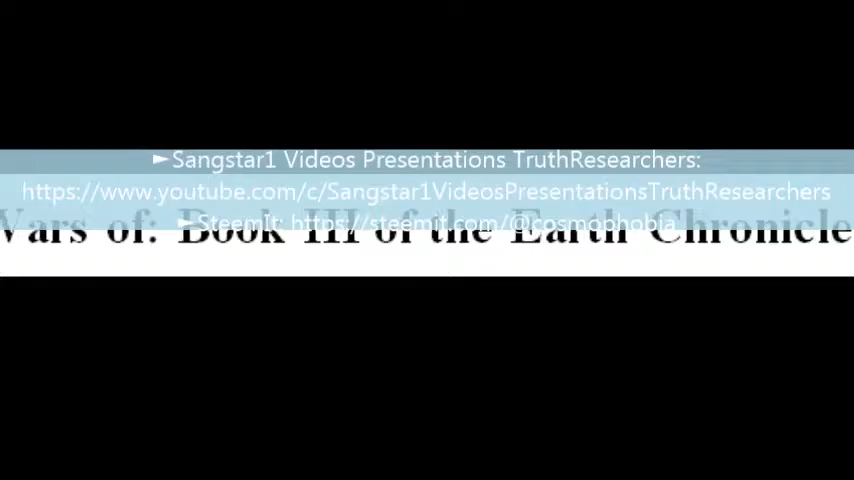 ►Sangstar1 Videos Presentations TruthResearchers:
https://www.youtube.com/c/Sangstar1VideosPresentationsTruthResearchers
►SteemIt: https://steemit.com/@cosmophobia
Wars of: Book III of the Earth Chronicle